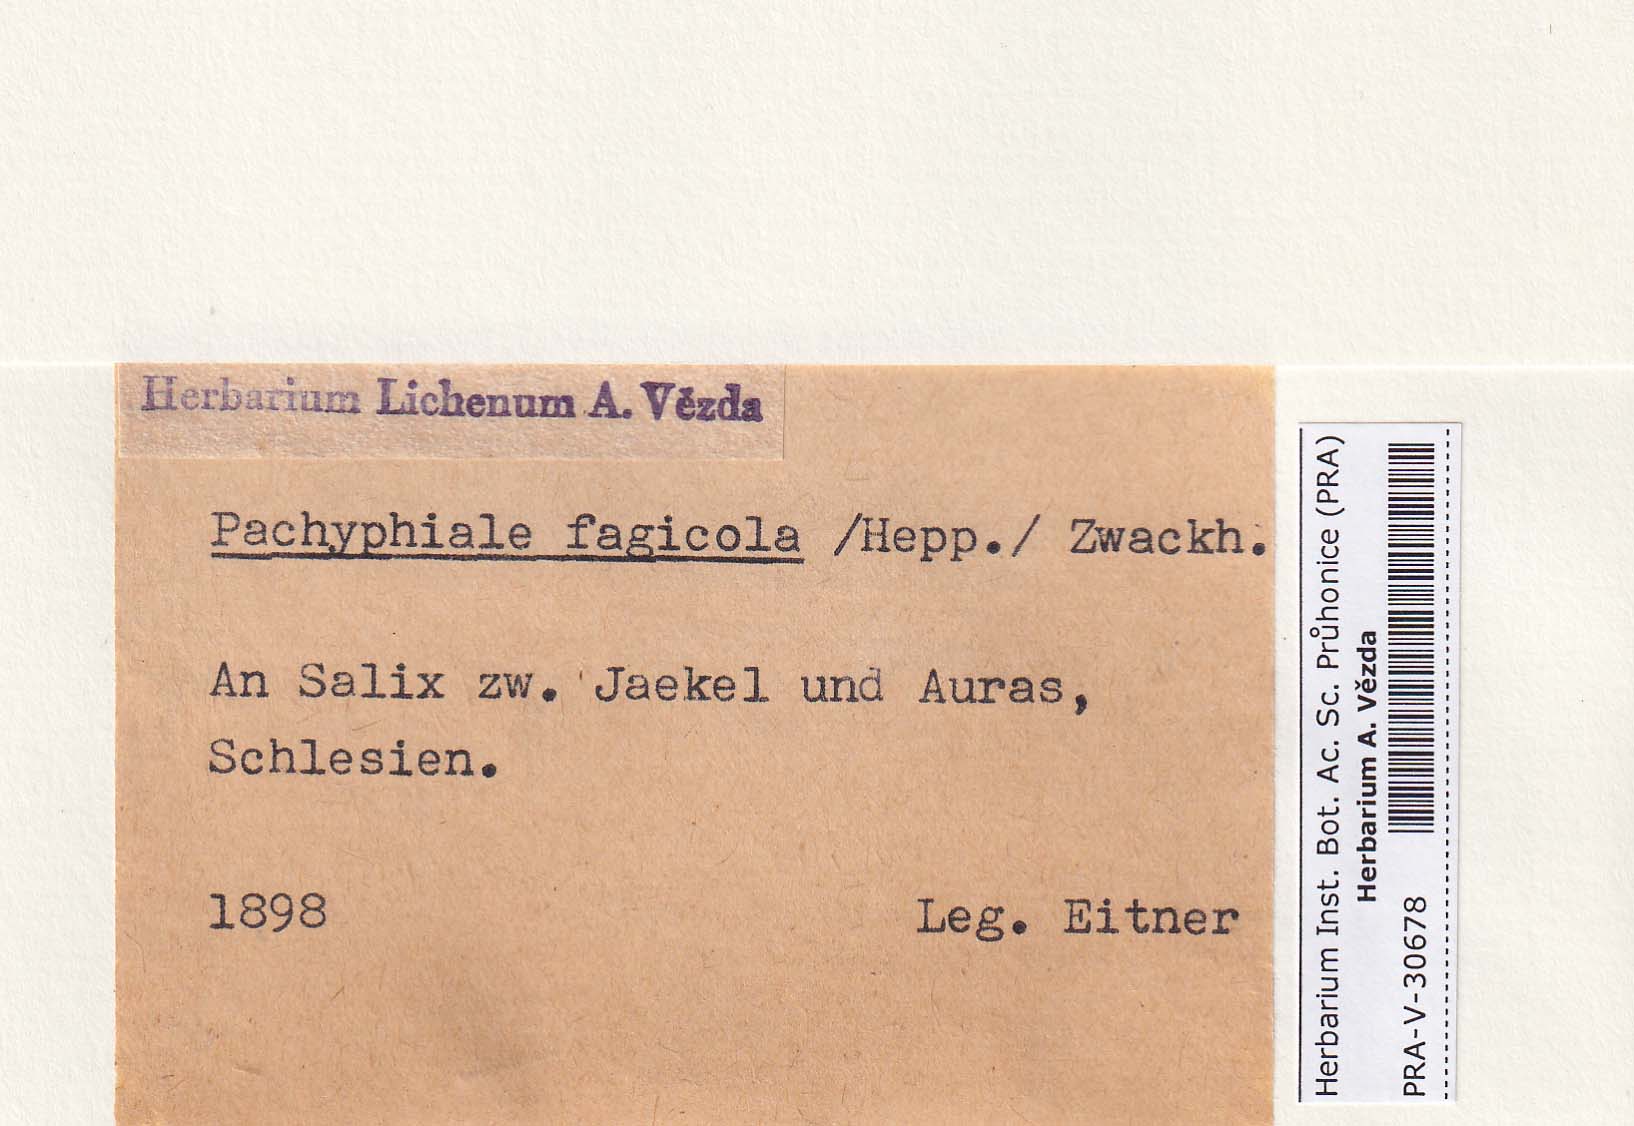 Herbarium Lichenum A. Vězda
Pachyphiale fagicola /Hepp./ Zwackh.
An Salix zw. Jaekel und Auras,
Schlesien.
1898 Leg. Eitner
Herbarium Inst. Bot. Ac. Sc. Průhonice (PRA)
Herbarium A. Vězda
PRA-V-30678